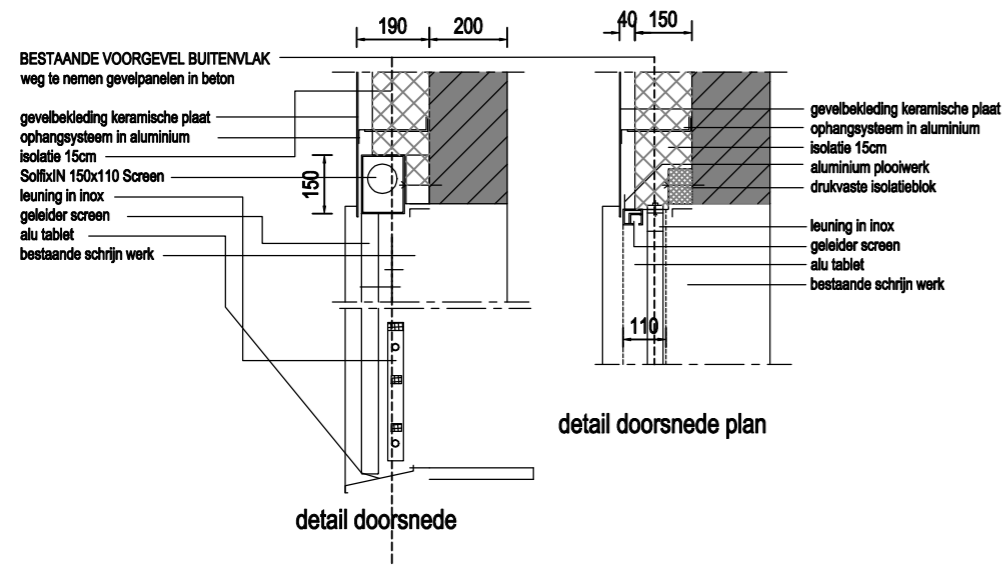 190
200
40
150
BESTAANDE VOORGEVEL BUITENVLAK
weg te nemen gevelpanelen in beton
gevelbekleding keramische plaat
ophangsysteem in aluminium
isolatie 15cm
SolfixIN 150x110 Screen
leuning in inox
geleider screen
alu tablet
bestaande schrijn werk
150
gevelbekleding keramische plaat
ophangsysteem in aluminium
isolatie 15cm
aluminium plooiwerk
drukvaste isolatieblok
leuning in inox
geleider screen
alu tablet
bestaande schrijn werk
110
detail doorsnede plan
detail doorsnede